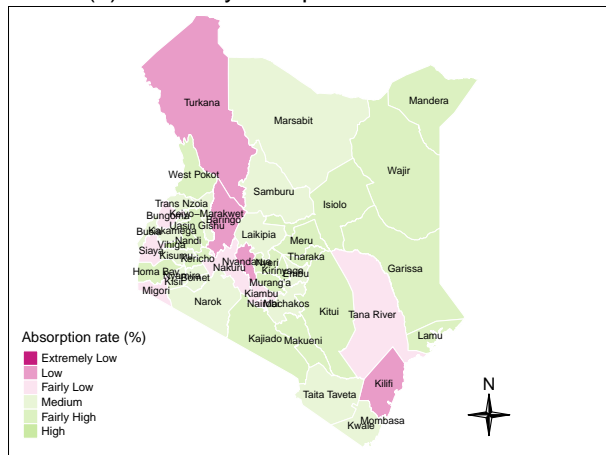 Turkana
Mandera
Marsabit
Wajir
West Pokot
Samburu
Isiolo
Trans Nzoia
Keiyo−Marakwet
Bungoma
Baringo
Uasin Gishu
Busia
Kakamega
Laikipia
Nandi
Meru
Vihiga
Siaya
Kisumu
Tharaka
Kericho
Nyandarua
Nyeri
Nakuru
Kirinyaga
Embu
Garissa
Homa Bay
Nyamira
Bomet
Kisii
Murang'a
Migori
Kiambu
Narok
Nairobi
Machakos
Kitui
Tana River
Lamu
Kajiado
Makueni
Absorption rate (%)
Extremely Low
Low
Fairly Low
Medium
Fairly High
High
Kilifi
Taita Taveta
Mombasa
Kwale
N